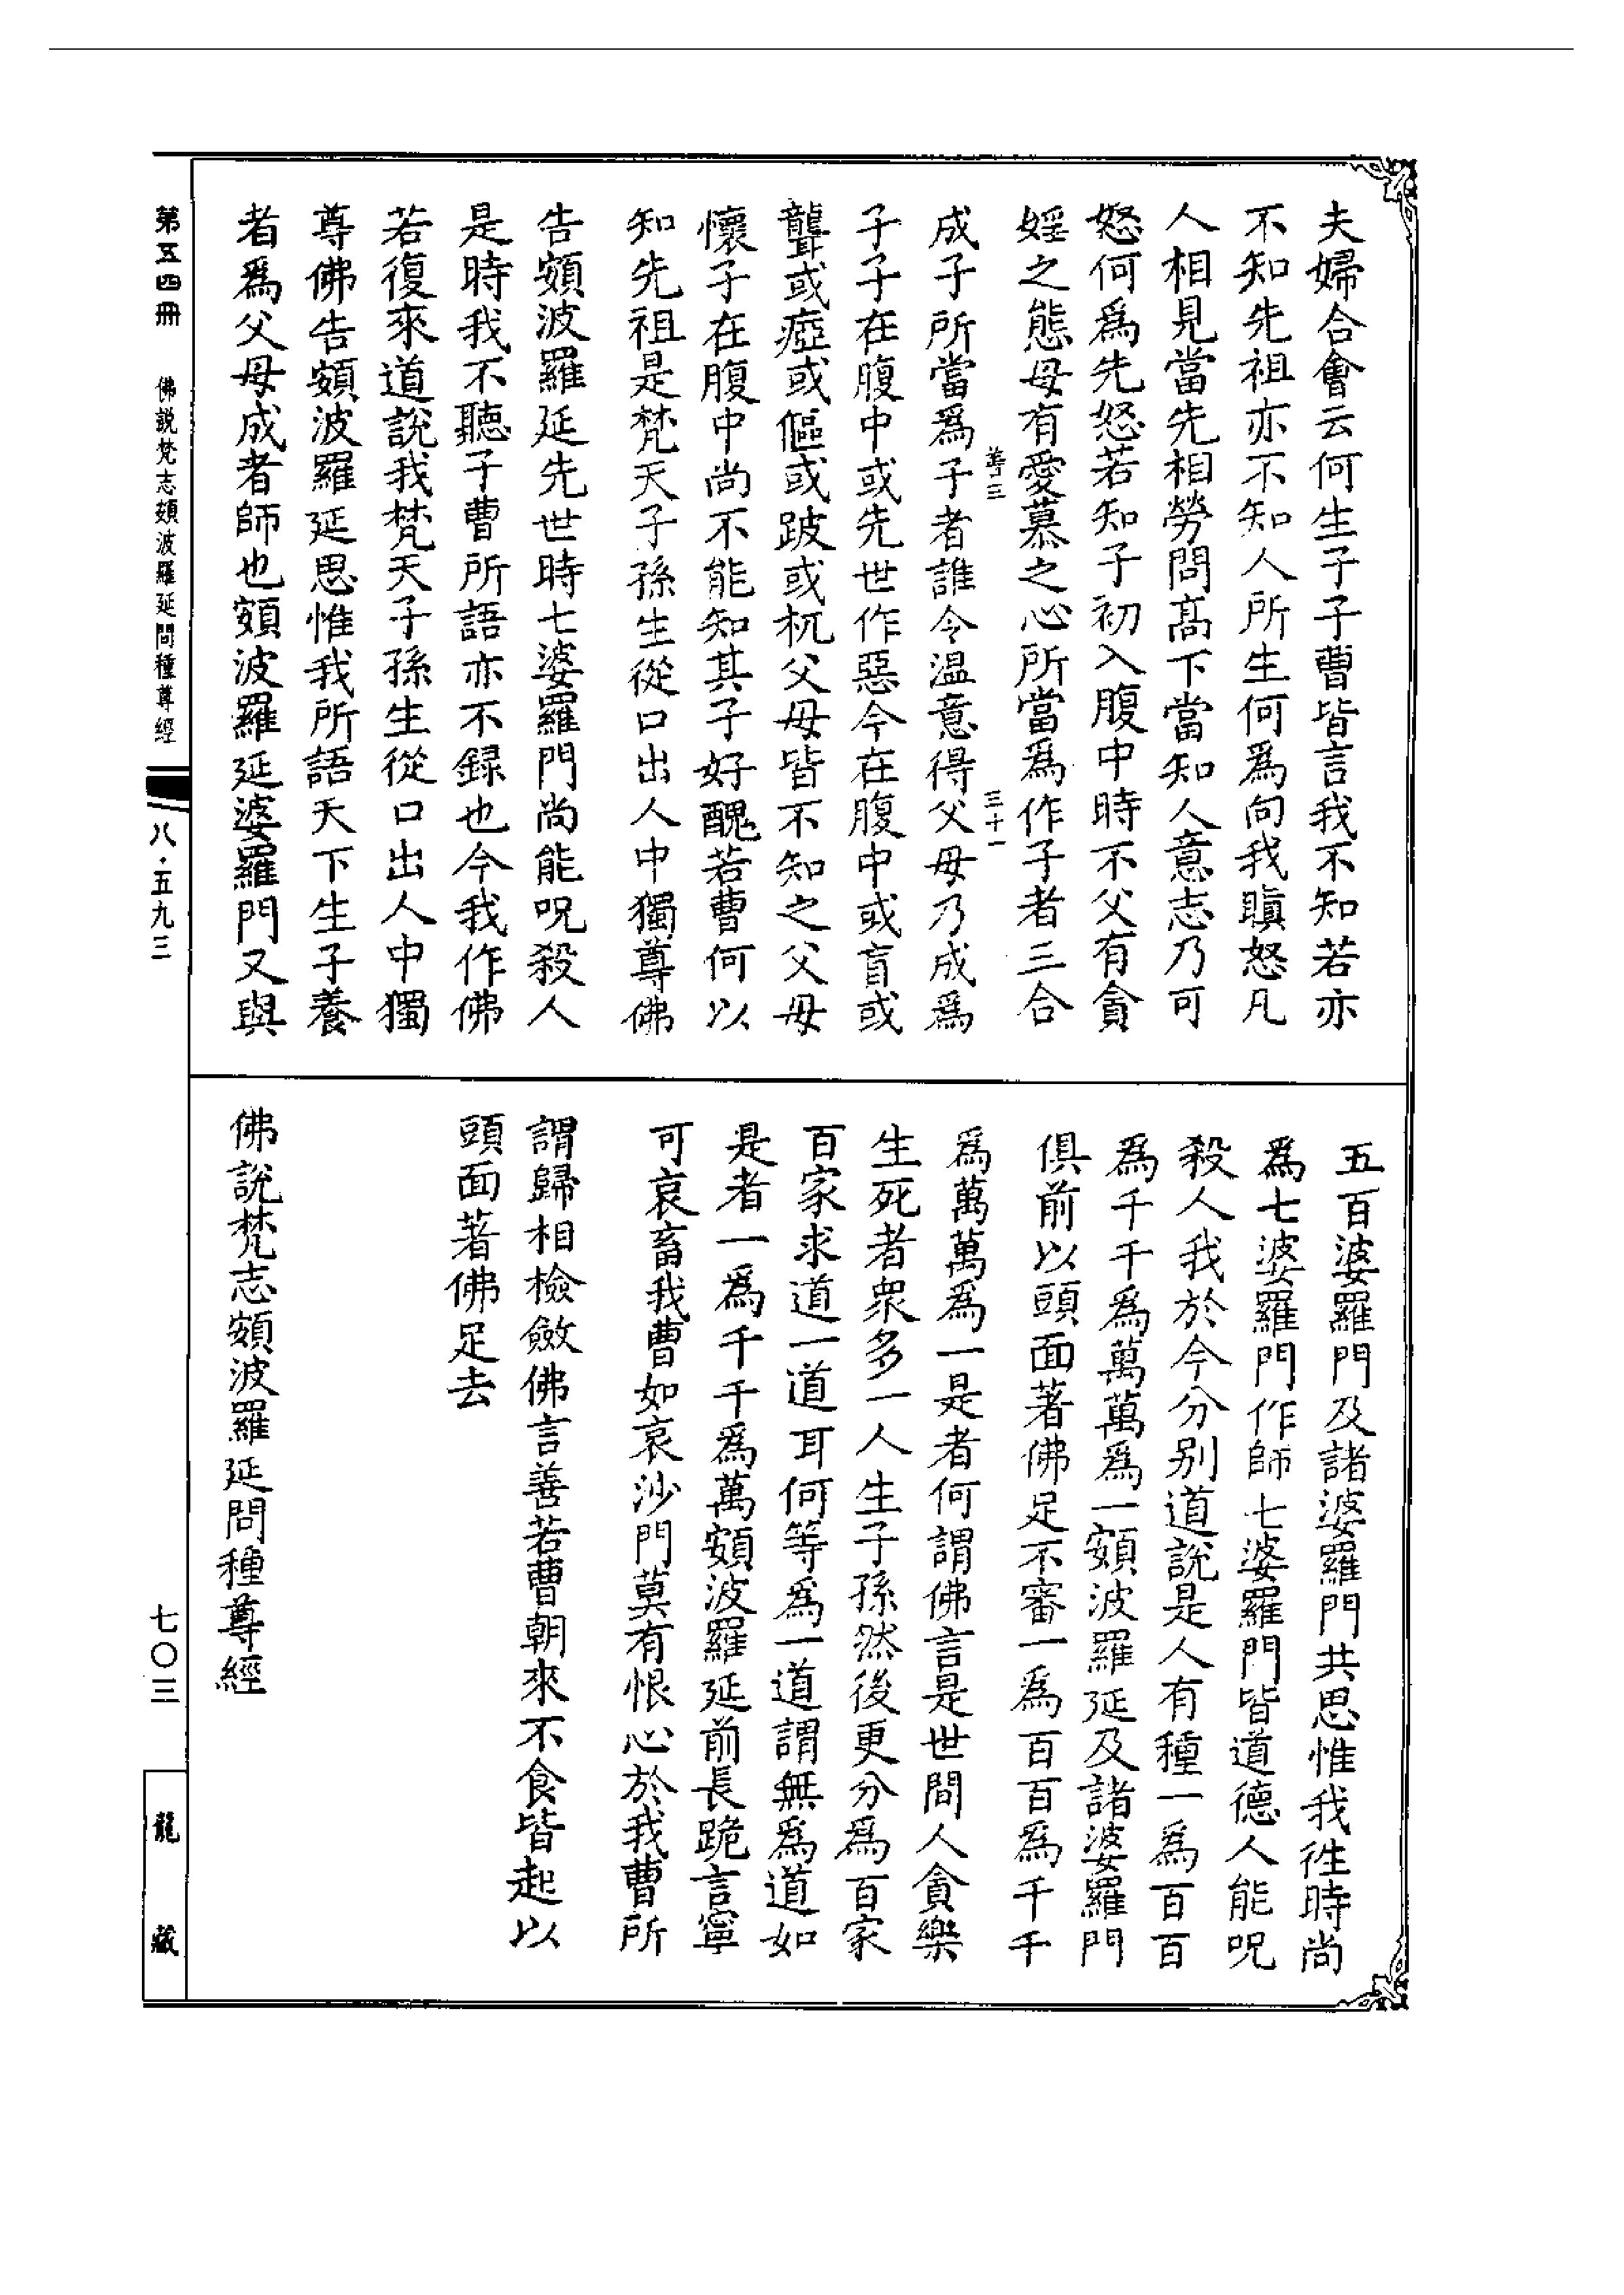 夫婦合會云何生子子曹皆言我不知若亦
不知先祖亦不知人所生何爲向我瞋怒凡
人相見當先相勞問髙下當知人意志乃可
怒何爲先怒若知子初入腹中時不父有貪
婬之態母有愛慕之心所當爲作子者三合
善三
三十一
成子所當爲子者誰令溫意得父母乃成爲
子子在腹中或先世作惡今在腹中或盲或
聾或瘂或傴或跛或杌父母皆不知之父母
懷子在腹中尚不能知其子好醜若曹何以
知先祖是梵天子孫生從口出人中獨尊佛
告頞波羅延先世時七婆羅門尚能呪殺人
是時我不聽子曹所語亦不録也今我作佛
若復來道說我梵天子孫生從口出人中獨
尊佛告頞波羅延思惟我所語天下生子養
者爲父母成者師也頞波羅延婆羅門又與
五百婆羅門及諸婆羅門共思惟我徃時尚
爲七婆羅門作師七婆羅門皆道德人能呪
殺人我於今分别道說是人有種一爲百百
爲千千爲萬萬爲一頞波羅延及諸婆羅門
俱前以頭面著佛足不審一爲百百爲千千
爲萬萬爲一是者何謂佛言是世間人貪樂
生死者衆多一人生子孫然後更分爲百家
百家求道一道耳何等爲一道謂無爲道如
是者一爲千千爲萬頞波羅延前長跪言寧
可哀畜我曹如哀沙門莫有恨心於我曹所
謂歸相檢斂佛言善若曹朝來不食皆起以
頭面著佛足去
佛說梵志頞波羅延問種尊經
第五四冊 佛說梵志頞波羅延問種尊經
八·五九三
七〇三
龍藏